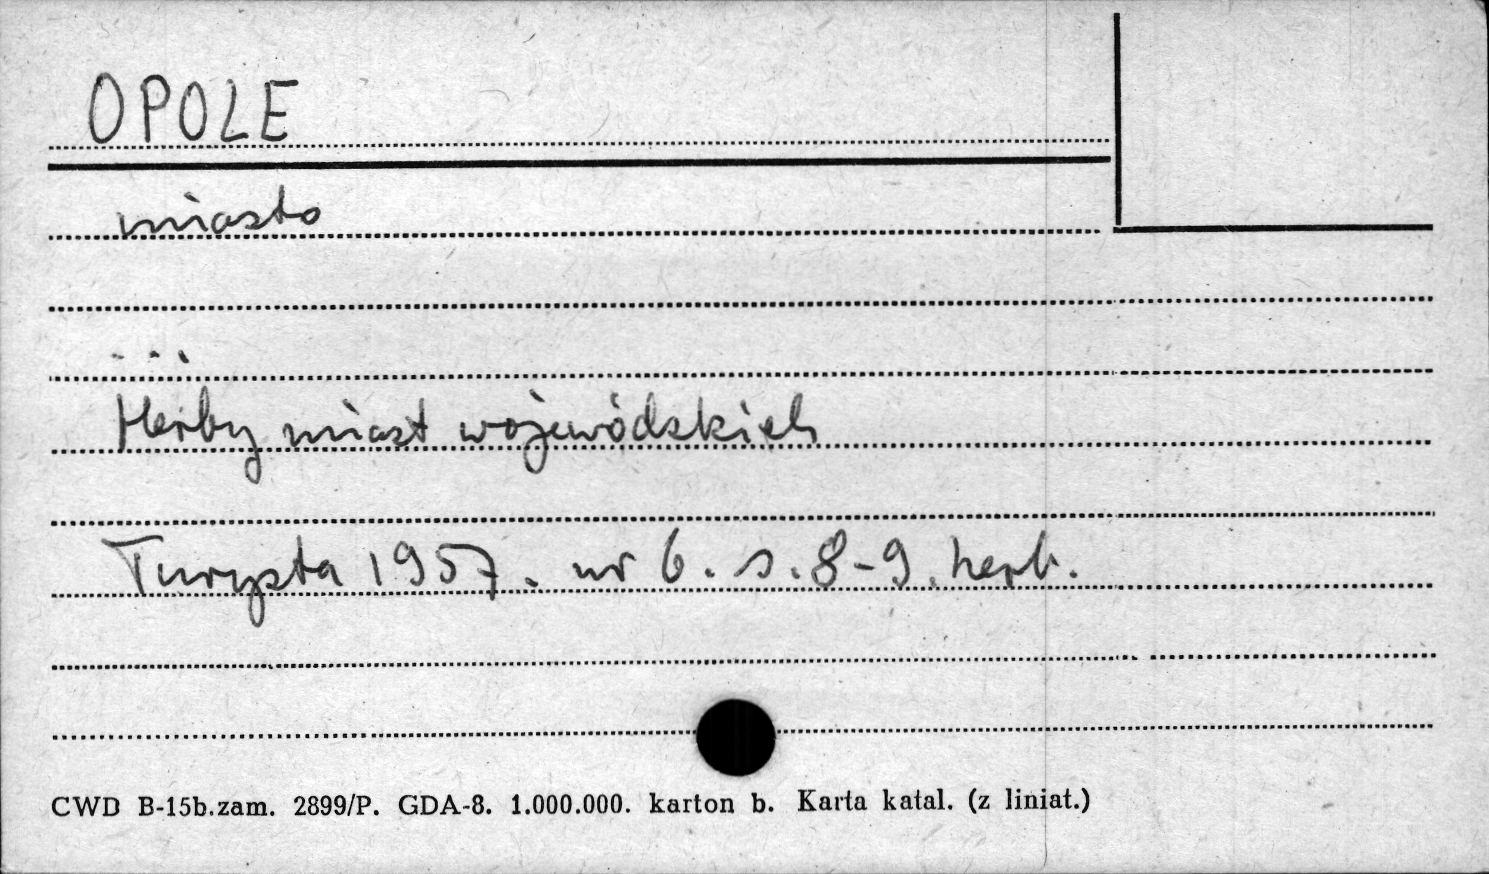 OPOLE
miasto
...
Herby miast wojewódzkich
Turysta 1957. nr 6. s. 8-9. herb.
CWD B-15b.zam. 2899/P. GDA-8. 1.000.000. karton b. Karta katal. (z liniat.)